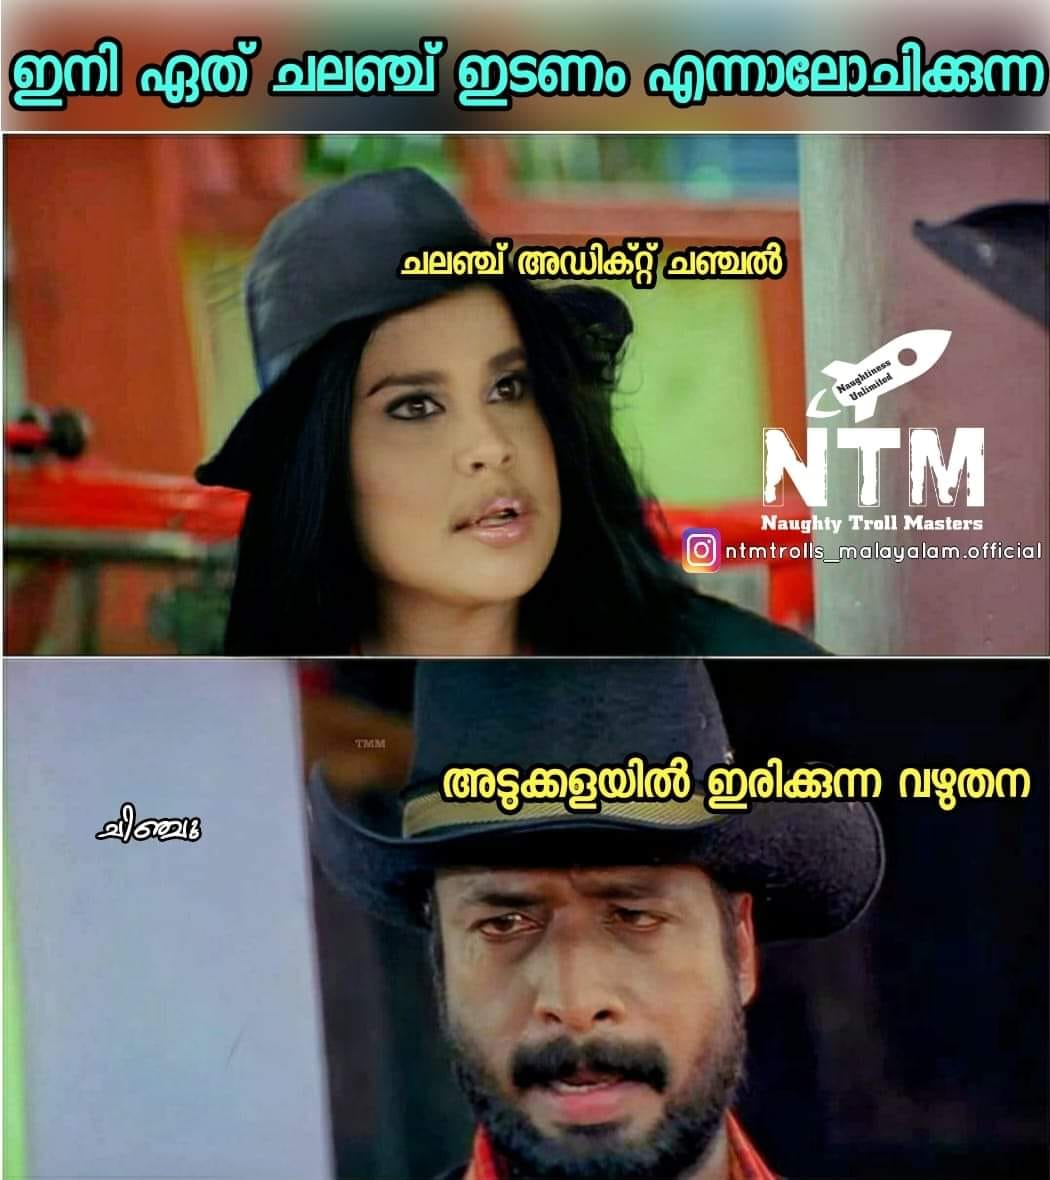 ഇനി ഏത് ചലഞ്ച് ഇടണം എന്നാലോചിക്കുന്ന
ചലഞ്ച് അഡിക്റ്റ് ചഞ്ചൽ
Naughtiness
Unlimited
NTM
Naughty Troll Masters
ntmtrolls_malayalam.official
TMM
അടുക്കളയിൽ ഇരിക്കുന്ന വഴുതന
ചിഞ്ചു